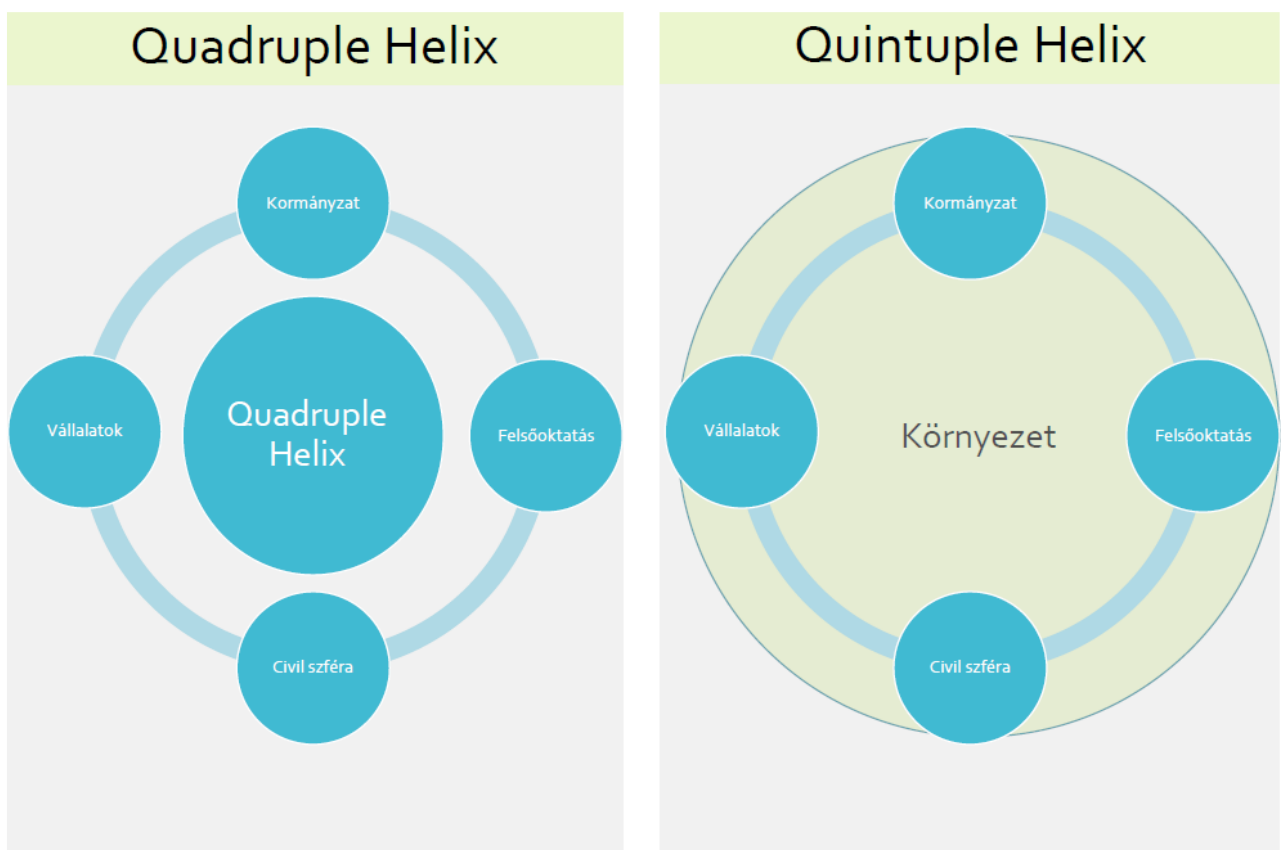 Quadruple Helix
Kormányzat
Vállalatok
Quadruple
Helix
Felsőoktatás
Civil szféra
Quintuple Helix
Kormányzat
Vállalatok
Környezet
Felsőoktatás
Civil szféra